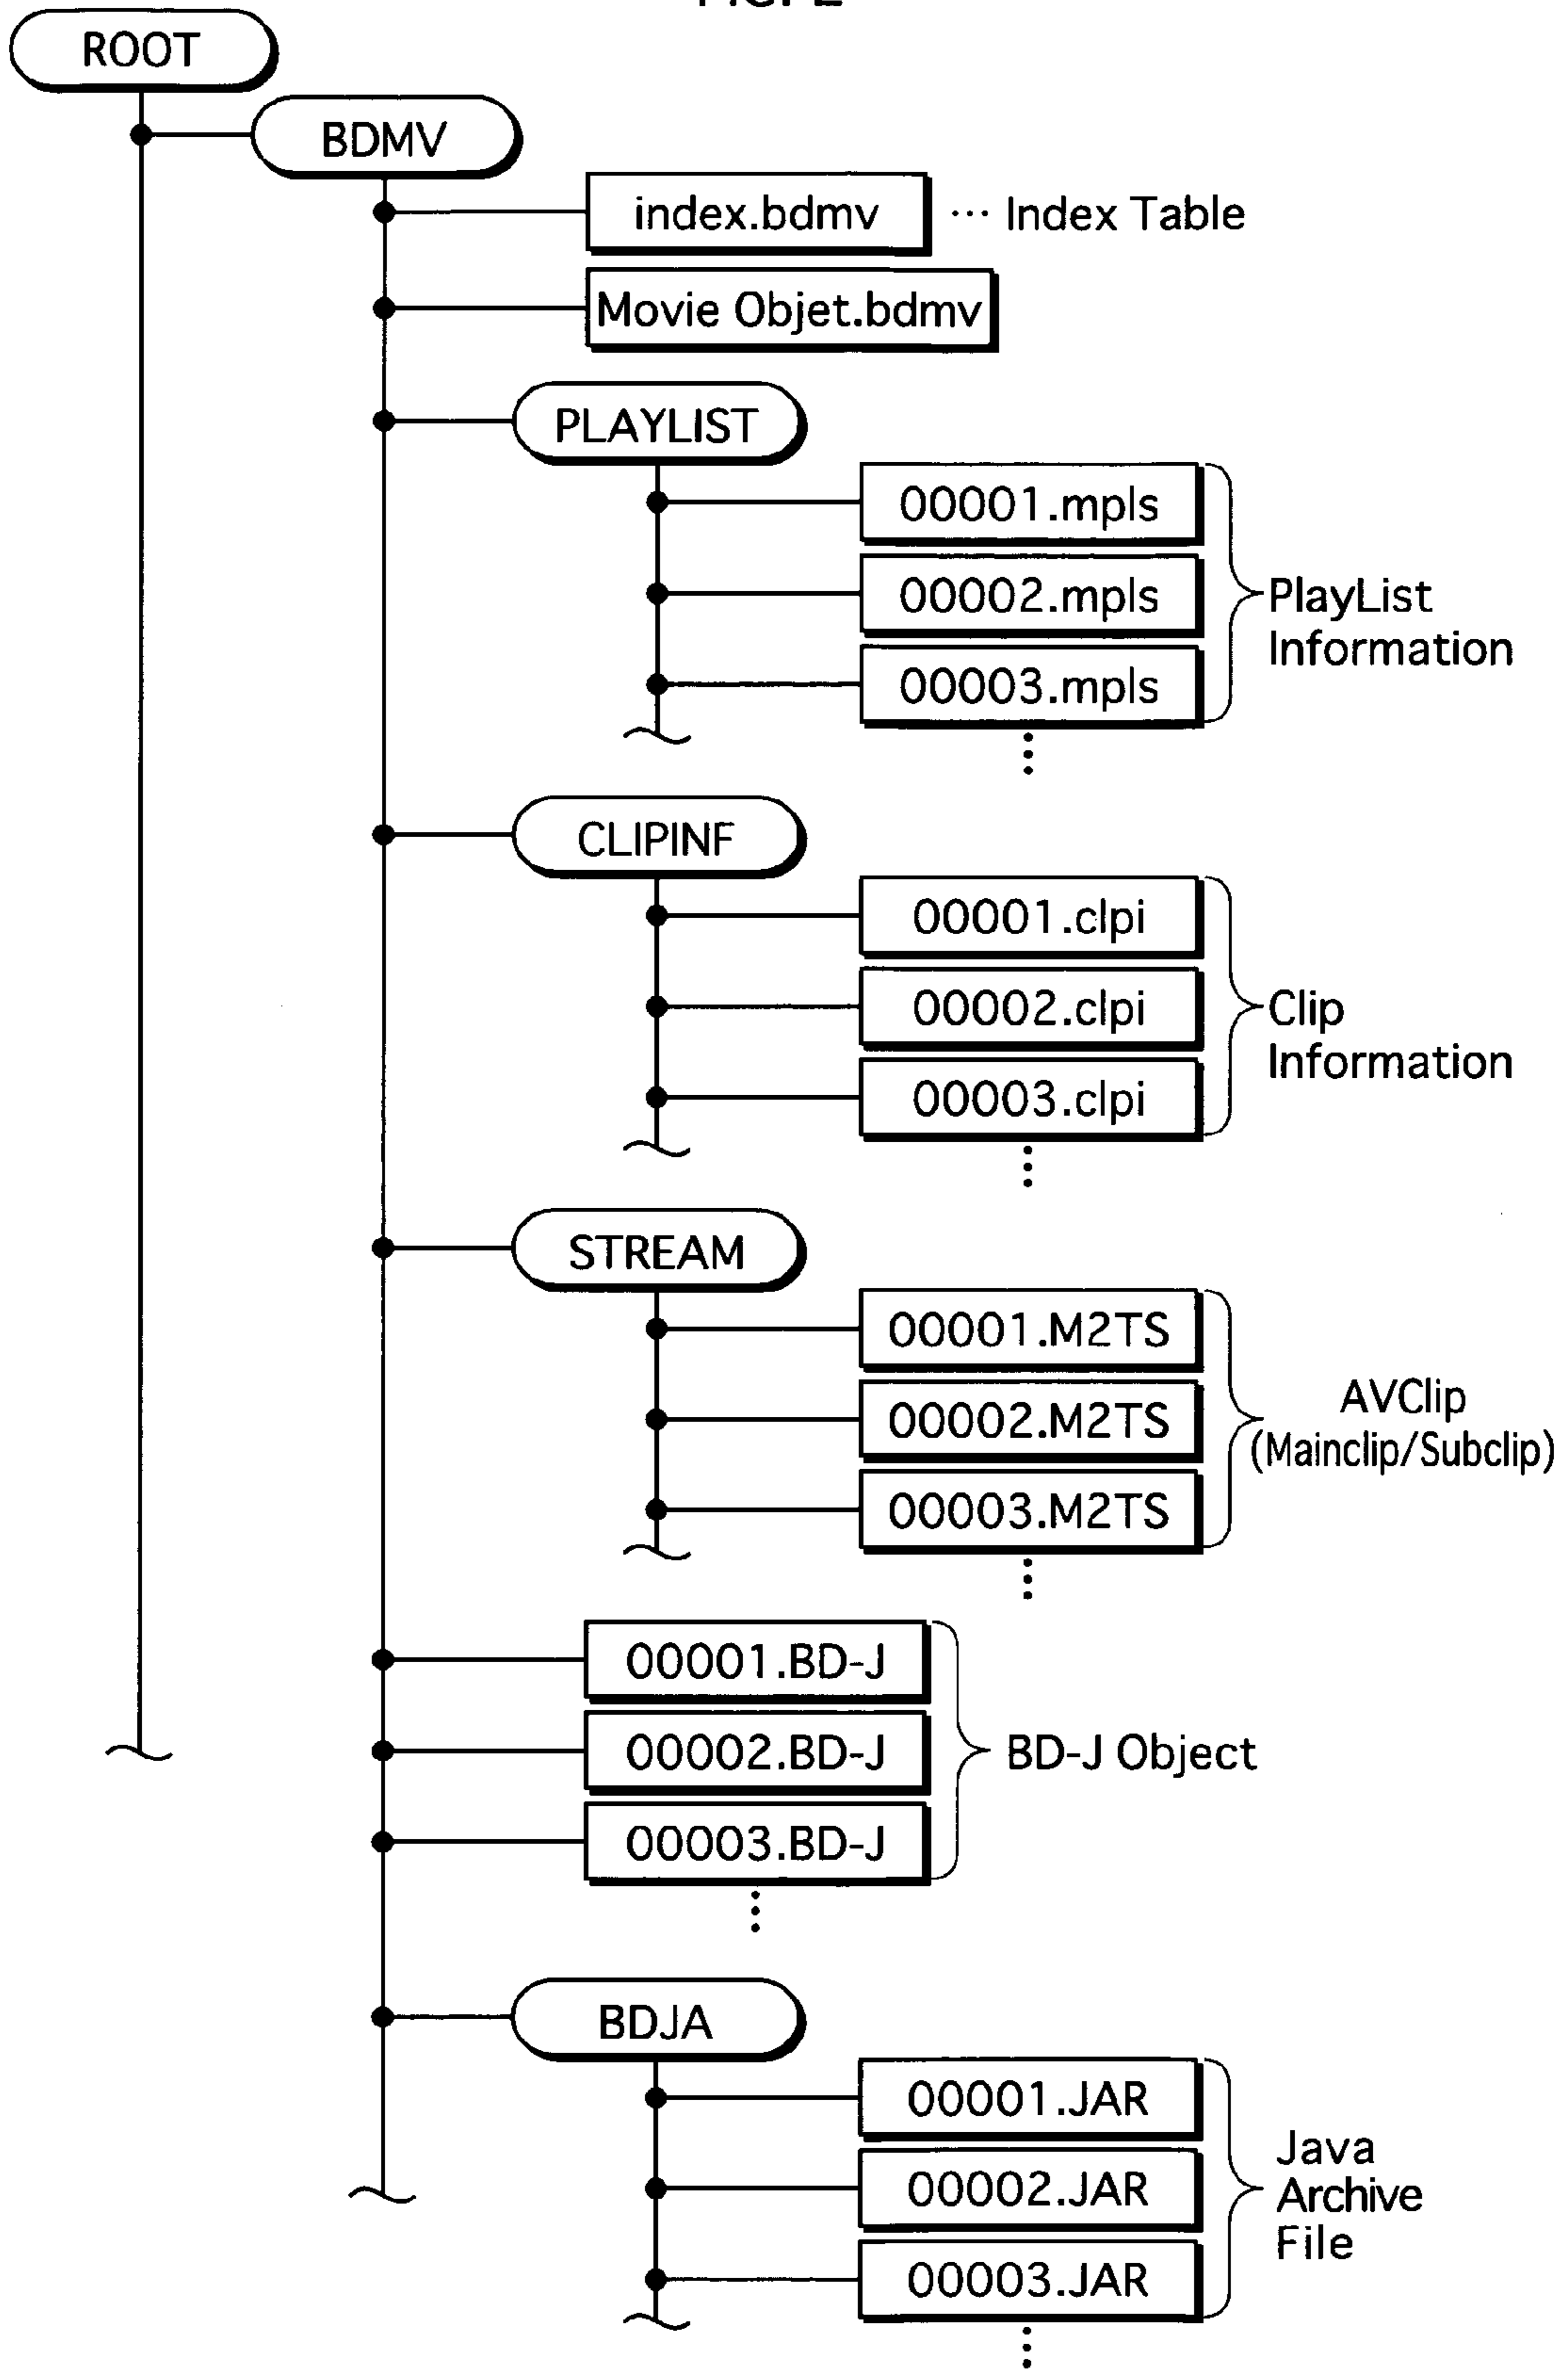 ROOT
BDMV
index.bdmv ... Index Table
Movie Objet.bdmv
PLAYLIST
00001.mpls
00002.mpls
00003.mpls
PlayList
Information
CLIPINF
00001.clpi
00002.clpi
00003.clpi
Clip
Information
STREAM
00001.M2TS
00002.M2TS
00003.M2TS
AVClip
(Mainclip/Subclip)
00001.BD-J
00002.BD-J
00003.BD-J
BD-J Object
BDJA
00001.JAR
00002.JAR
00003.JAR
Java
Archive
File